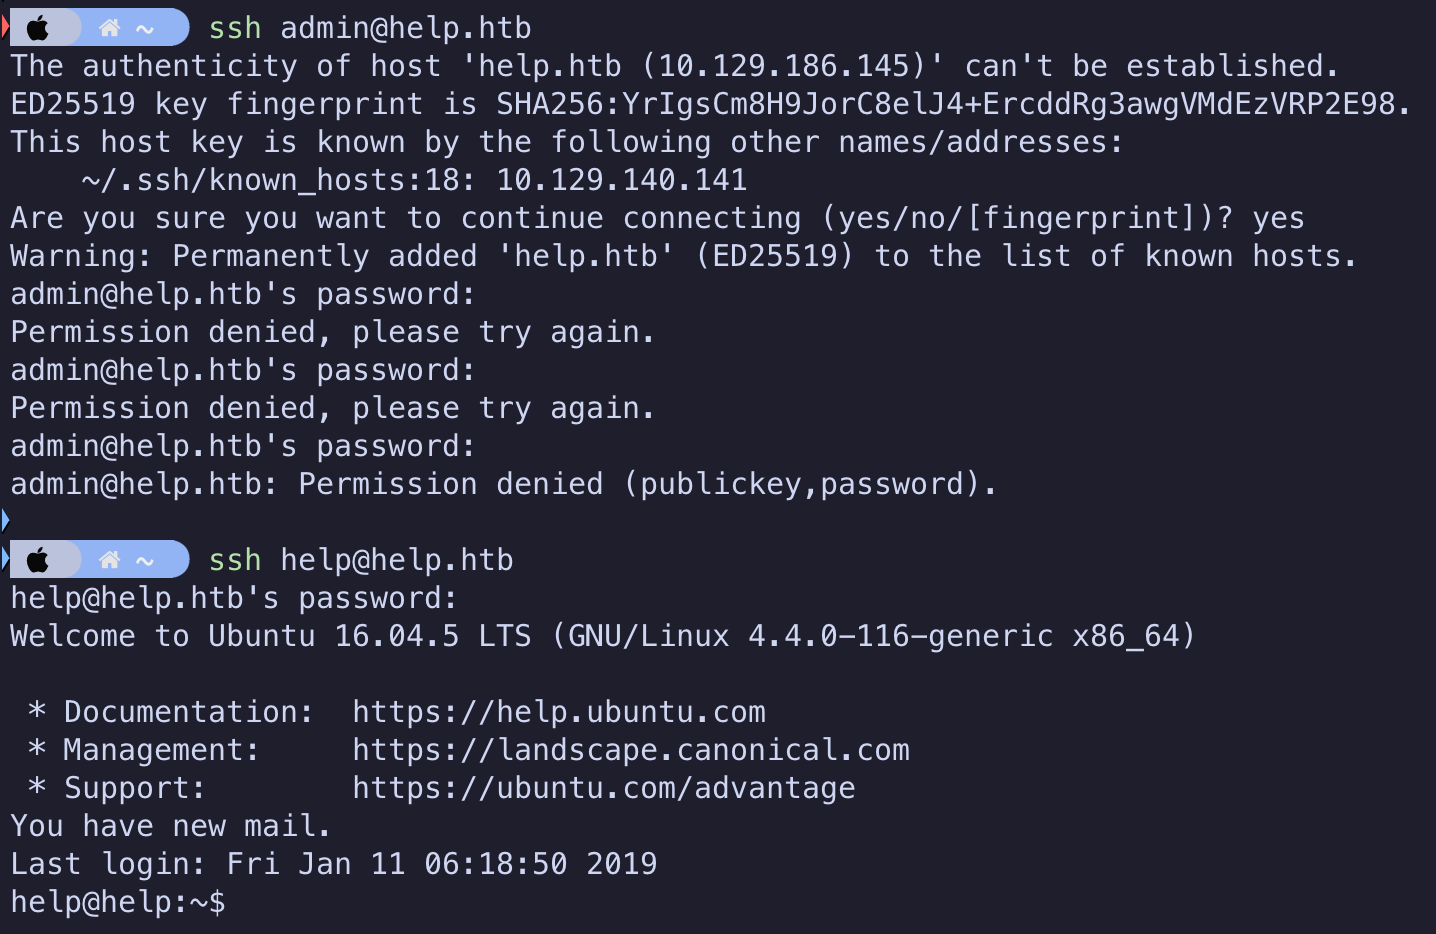 ~ ssh admin@help.htb
The authenticity of host 'help.htb (10.129.186.145)' can't be established.
ED25519 key fingerprint is SHA256:YrIgsCm8H9JorC8elJ4+ErcddRg3awgVMdEzVRP2E98.
This host key is known by the following other names/addresses:
    ~/.ssh/known_hosts:18: 10.129.140.141
Are you sure you want to continue connecting (yes/no/[fingerprint])? yes
Warning: Permanently added 'help.htb' (ED25519) to the list of known hosts.
admin@help.htb's password:
Permission denied, please try again.
admin@help.htb's password:
Permission denied, please try again.
admin@help.htb's password:
admin@help.htb: Permission denied (publickey,password).
~ ssh help@help.htb
help@help.htb's password:
Welcome to Ubuntu 16.04.5 LTS (GNU/Linux 4.4.0-116-generic x86_64)
 * Documentation:  https://help.ubuntu.com
 * Management:     https://landscape.canonical.com
 * Support:        https://ubuntu.com/advantage
You have new mail.
Last login: Fri Jan 11 06:18:50 2019
help@help:~$